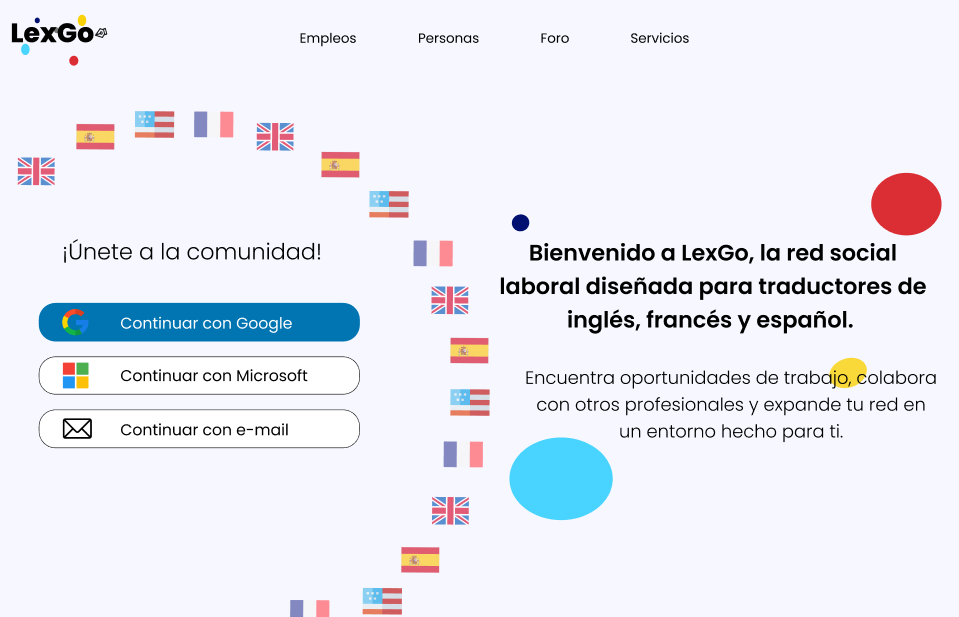 LexGo
Empleos
Personas
Foro
Servicios
¡Únete a la comunidad!
Continuar con Google
Continuar con Microsoft
Continuar con e-mail
Bienvenido a LexGo, la red social
laboral diseñada para traductores de
inglés, francés y español.
Encuentra oportunidades de trabajo, colabora
con otros profesionales y expande tu red en
un entorno hecho para ti.